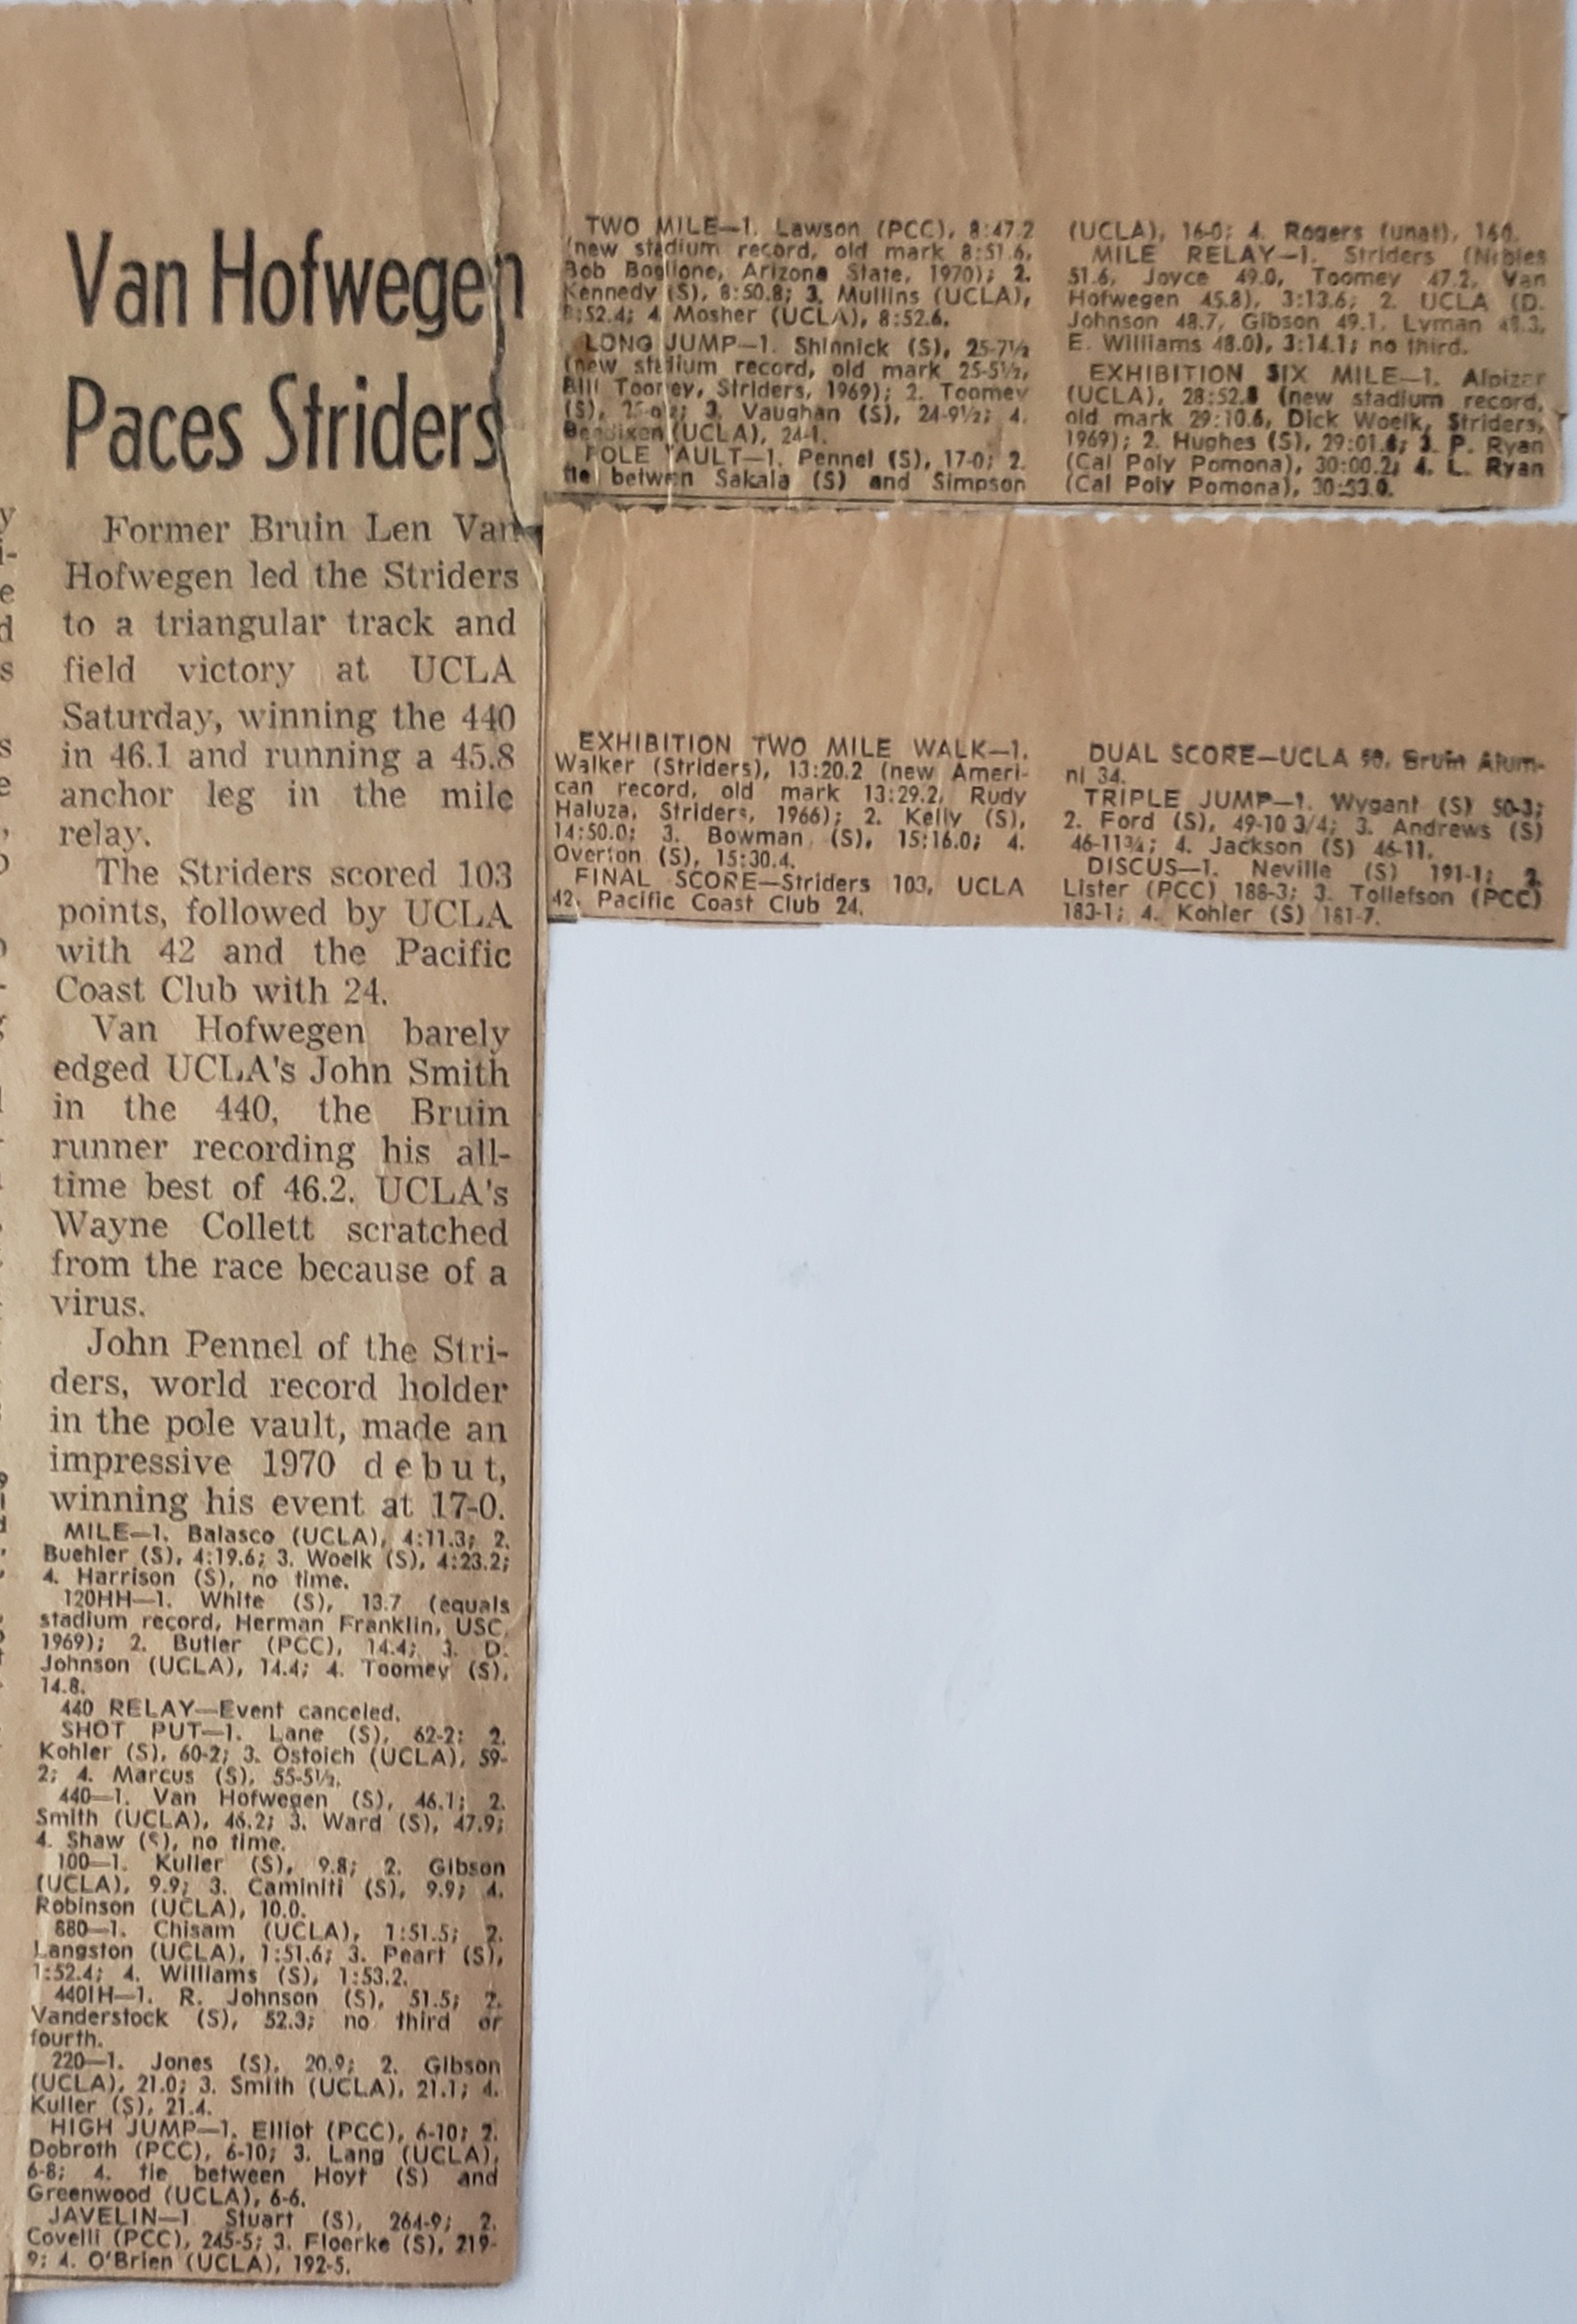 Van Hofwegen
Paces Striders
Former Bruin Len Van
Hofwegen led the Striders
to a triangular track and
field victory at UCLA
Saturday, winning the 440
in 46.1 and running a 45.8
anchor leg in the mile
relay.
The Striders scored 103
points, followed by UCLA
with 42 and the Pacific
Coast Club with 24.
Van Hofwegen barely
edged UCLA's John Smith
in the 440, the Bruin
runner recording his all-
time best of 46.2. UCLA's
Wayne Collett scratched
from the race because of a
virus.
John Pennel of the Stri-
ders, world record holder
in the pole vault, made an
impressive 1970 debut,
winning his event at 17-0.
MILE—1. Balasco (UCLA), 4:11.3; 2.
Buehler (S), 4:19.6; 3. Woelk (S), 4:23.2;
4. Harrison (S), no time.
120HH—1. White (S), 13.7 (equals
stadium record, Herman Franklin, USC,
1969); 2. Butler (PCC), 14.4; 3. D.
Johnson (UCLA), 14.4; 4. Toomey (S),
14.8.
440 RELAY—Event canceled.
SHOT PUT—1. Lane (S), 62-2; 2.
Kohler (S), 60-2; 3. Ostoich (UCLA), 59-
2; 4. Marcus (S), 55-5½.
440—1. Van Hofwegen (S), 46.1; 2.
Smith (UCLA), 46.2; 3. Ward (S), 47.9;
4. Shaw (S), no time.
100—1. Kuller (S), 9.8; 2. Gibson
(UCLA), 9.9; 3. Caminiti (S), 9.9; 4.
Robinson (UCLA), 10.0.
880—1. Chisam (UCLA), 1:51.5; 2.
Langston (UCLA), 1:51.6; 3. Peart (S),
1:52.4; 4. Williams (S), 1:53.2.
440IH—1. R. Johnson (S), 51.5; 2.
Vanderstock (S), 52.3; no third or
fourth.
220—1. Jones (S), 20.9; 2. Gibson
(UCLA), 21.0; 3. Smith (UCLA), 21.1; 4.
Kuller (S), 21.4.
HIGH JUMP—1. Elliot (PCC), 6-10; 2.
Dobroth (PCC), 6-10; 3. Lang (UCLA),
6-8; 4. tie between Hoyt (S) and
Greenwood (UCLA), 6-6.
JAVELIN—1 Stuart (S), 264-9; 2.
Covelli (PCC), 245-5; 3. Floerke (S), 219-
9; 4. O'Brien (UCLA), 192-5.
TWO MILE—1. Lawson (PCC), 8:47.2
(new stadium record, old mark 8:51.6,
Bob Boglione, Arizona State, 1970); 2.
Kennedy (S), 8:50.8; 3. Mullins (UCLA),
8:52.4; 4. Mosher (UCLA), 8:52.6.
LONG JUMP—1. Shinnick (S), 25-7½
(new stadium record, old mark 25-5½,
Bill Toomey, Striders, 1969); 2. Toomey
(S), 3. Vaughan (S), 24-9½; 4.
Bendixen (UCLA), 24-1.
POLE VAULT—1. Pennel (S), 17-0; 2.
tie betwen Sakala (S) and Simpson
(UCLA), 16-0; 4. Rogers (unat), 160.
MILE RELAY—1. Striders (Nibles
51.6, Joyce 49.0, Toomey 47.2, Van
Hofwegen 45.8), 3:13.6; 2. UCLA (D.
Johnson 48.7, Gibson 49.1, Lyman 48.3,
E. Williams 48.0), 3:14.1; no third.
EXHIBITION SIX MILE—1. Alpizar
(UCLA), 28:52.8 (new stadium record,
old mark 29:10.6, Dick Woelk, Striders,
1969); 2. Hughes (S), 29:01.6; 3. P. Ryan
(Cal Poly Pomona), 30:00.2; 4. L. Ryan
(Cal Poly Pomona), 30:53.0.
EXHIBITION TWO MILE WALK—1.
Walker (Striders), 13:20.2 (new Ameri-
can record, old mark 13:29.2, Rudy
Haluza, Striders, 1966); 2. Kelly (S),
14:50.0; 3. Bowman (S), 15:16.0; 4.
Overton (S), 15:30.4.
FINAL SCORE—Striders 103, UCLA
42. Pacific Coast Club 24.
DUAL SCORE—UCLA 98, Bruin Alum-
ni 34.
TRIPLE JUMP—1. Wygant (S) 50-3;
2. Ford (S), 49-10 3/4; 3. Andrews (S)
46-11¾; 4. Jackson (S) 46-11.
DISCUS—1. Neville (S) 191-1; 2.
Lister (PCC) 188-3; 3. Tollefson (PCC)
183-1; 4. Kohler (S) 181-7.